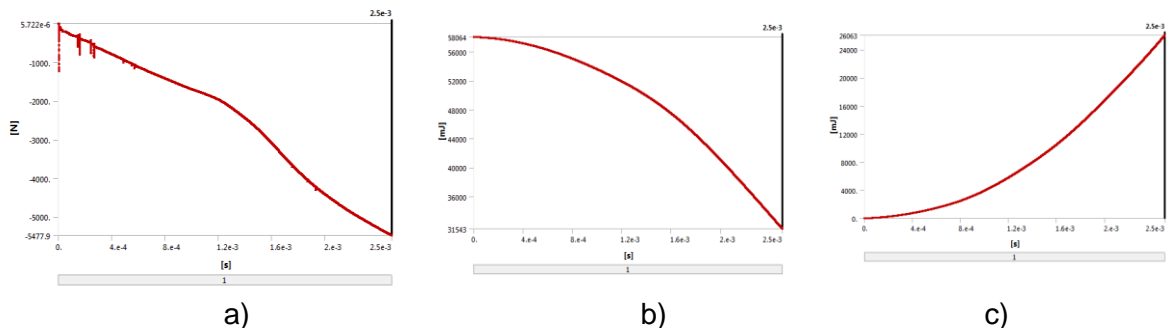 2.5e-3
5.722e-6
-1000.
-2000.
[N]
-3000.
-4000.
-5000.
-5477.9
0. 4.e-4 8.e-4 1.2e-3 1.6e-3 2.e-3 2.5e-3
[s]
1
a)
2.5e-3
58064
56000
52000
48000
[mJ]
44000
40000
36000
31543
0. 4.e-4 8.e-4 1.2e-3 1.6e-3 2.e-3 2.5e-3
[s]
1
b)
2.5e-3
26063
24000
20000
16000
[mJ]
12000
8000.
4000.
0.
0. 4.e-4 8.e-4 1.2e-3 1.6e-3 2.e-3 2.5e-3
[s]
1
c)